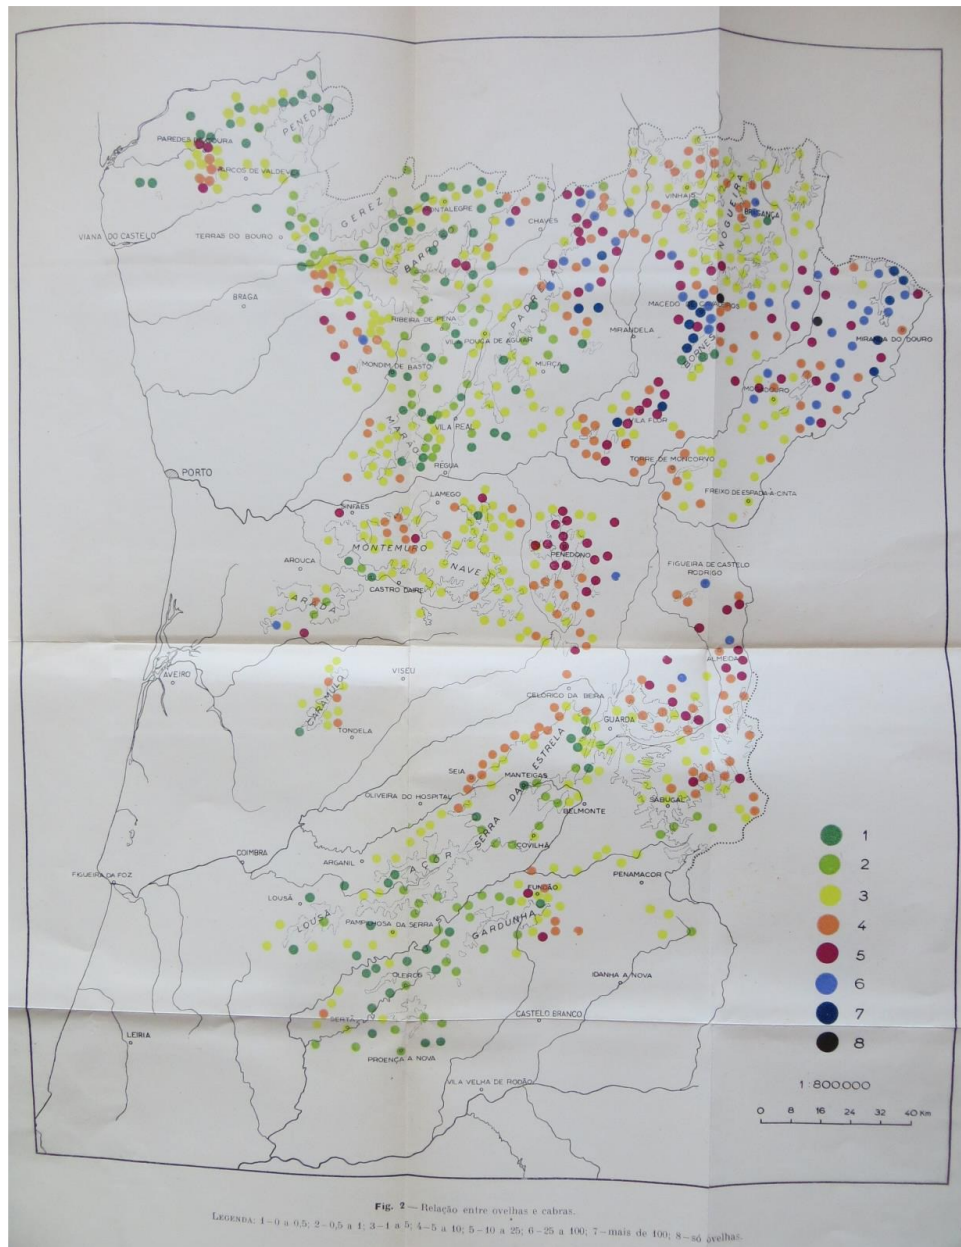 PENEDA
PAREDES DE COURA
ARCOS DE VALDEVEZ
VINHAIS
NOGUEIRA
BRAGANÇA
GEREZ
MONTALEGRE
CHAVES
VIANA DO CASTELO
TERRAS DO BOURO
BARROSO
PADRELA
BRAGA
MACEDO DE
RIBEIRA DE PENA
MIRANDELA
VILA POUCA DE AGUIAR
BORNES
MIRANDA DO DOURO
MONDIM DE BASTO
MURÇA
MOGADOURO
MARÃO
VILA REAL
VILA FLOR
TORRE DE MONCORVO
PORTO
RÉGUA
FREIXO DE ESPADA-À-CINTA
LAMEGO
SINFÃES
MONTEMURO
PENEDONO
AROUCA
NAVE
FIGUEIRA DE CASTELO
RODRIGO
CASTRO DAIRE
ARADA
ALMEIDA
AVEIRO
VISEU
CARAMULO
CELORICO DA BEIRA
GUARDA
TONDELA
SEIA
MANTEIGAS
SERRA DA ESTRELA
OLIVEIRA DO HOSPITAL
BELMONTE
SABUGAL
COVILHÃ
1
COIMBRA
ARGANIL
AÇOR
2
FIGUEIRA DA FOZ
PENAMACOR
FUNDÃO
3
LOUSÃ
LOUSÃ
PAMPILHOSA DA SERRA
GARDUNHA
4
5
OLEIROS
IDANHA A NOVA
6
SERTÃ
CASTELO BRANCO
7
LEIRIA
8
PROENÇA A NOVA
VILA VELHA DE RODÃO
1:800.000
0 8 16 24 32 40 Km
Fig. 2 — Relação entre ovelhas e cabras.
LEGENDA: 1—0 a 0,5; 2—0,5 a 1; 3—1 a 5; 4—5 a 10; 5—10 a 25; 6—25 a 100; 7—mais de 100; 8—só ovelhas.